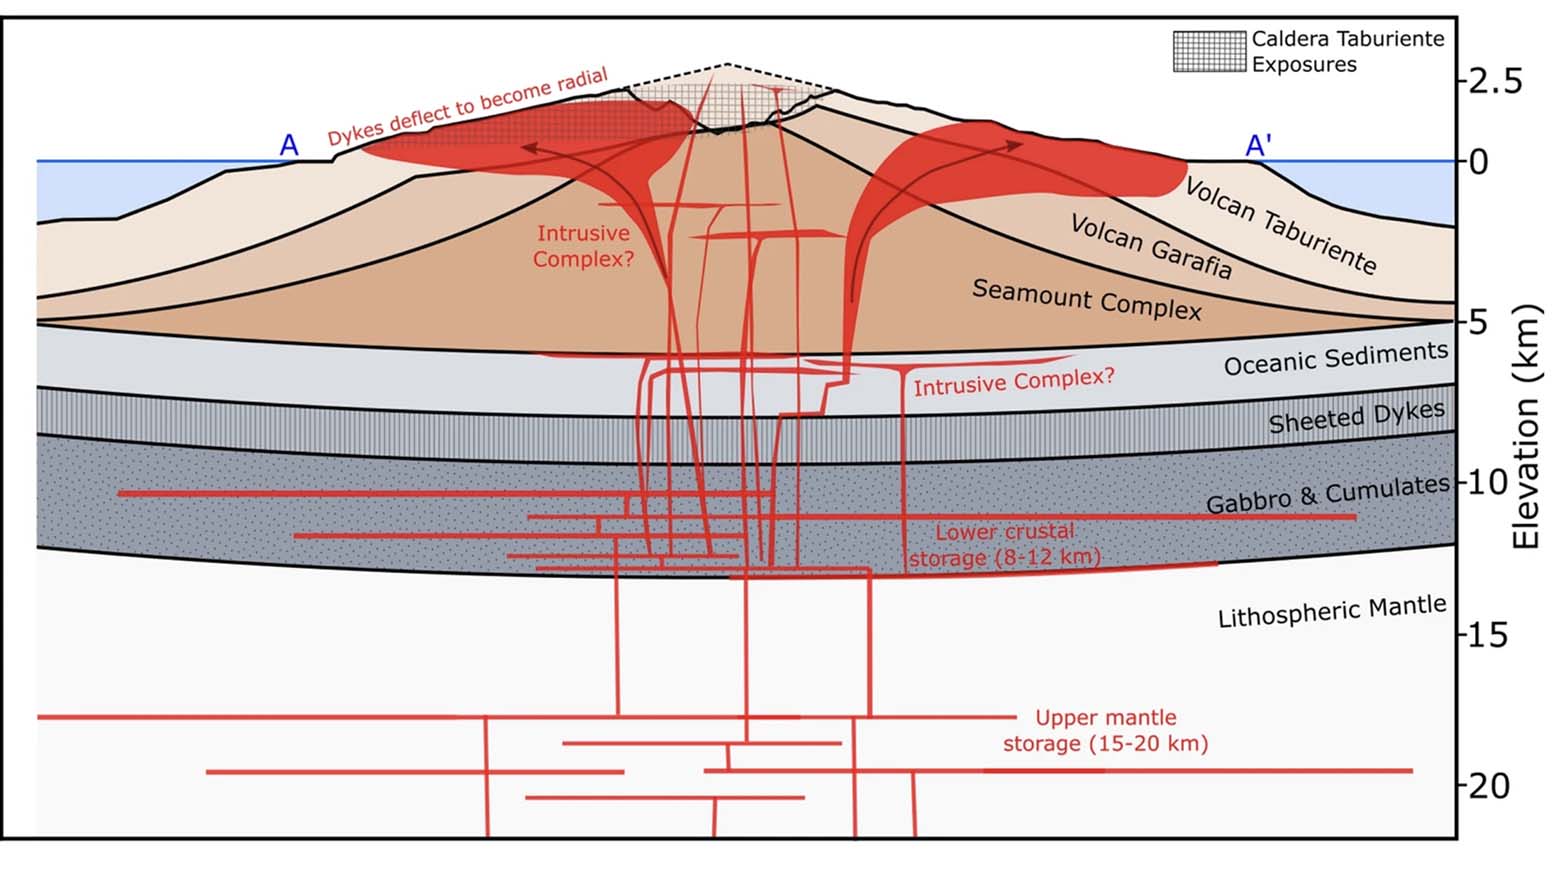 Caldera Taburiente
Exposures
Dykes deflect to become radial
A
A'
2.5
0
5
10
15
20
Elevation (km)
Volcan Taburiente
Volcan Garafia
Seamount Complex
Intrusive
Complex?
Oceanic Sediments
Intrusive Complex?
Sheeted Dykes
Gabbro & Cumulates
Lower crustal
storage (8-12 km)
Lithospheric Mantle
Upper mantle
storage (15-20 km)